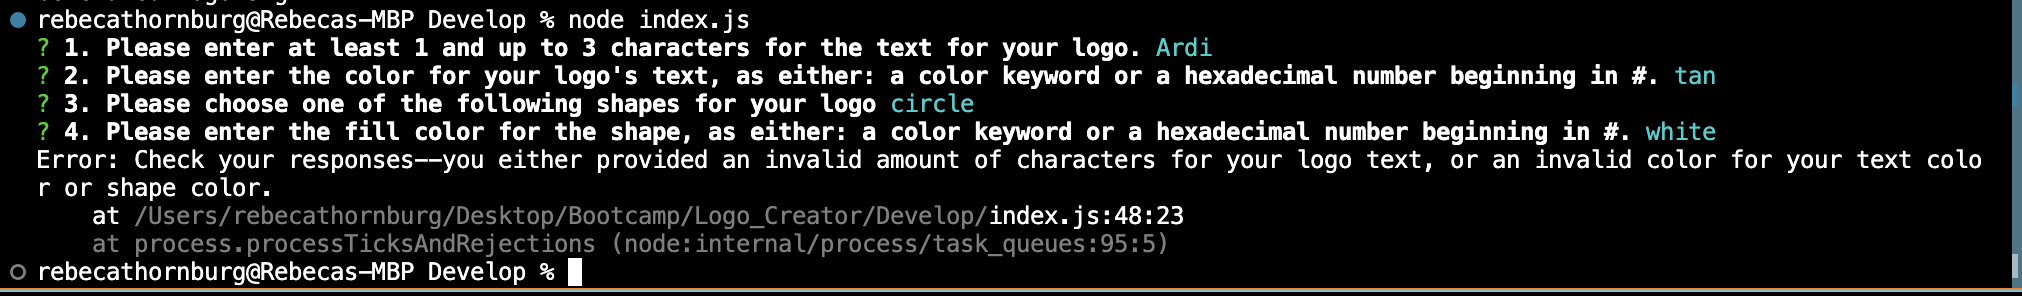 rebecathornburg@Rebecas-MBP Develop % node index.js
? 1. Please enter at least 1 and up to 3 characters for the text for your logo. Ardi
? 2. Please enter the color for your logo's text, as either: a color keyword or a hexadecimal number beginning in #. tan
? 3. Please choose one of the following shapes for your logo circle
? 4. Please enter the fill color for the shape, as either: a color keyword or a hexadecimal number beginning in #. white
Error: Check your responses--you either provided an invalid amount of characters for your logo text, or an invalid color for your text colo
r or shape color.
    at /Users/rebecathornburg/Desktop/Bootcamp/Logo_Creator/Develop/index.js:48:23
    at process.processTicksAndRejections (node:internal/process/task_queues:95:5)
rebecathornburg@Rebecas-MBP Develop %